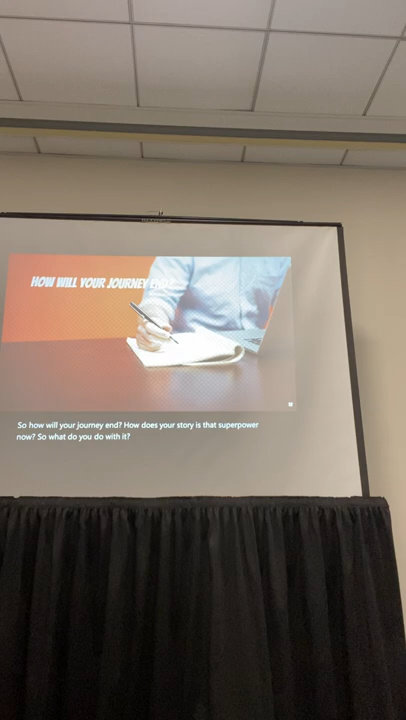 HOW WILL YOUR JOURNEY END?
So how will your journey end? How does your story is that superpower
now? So what do you do with it?